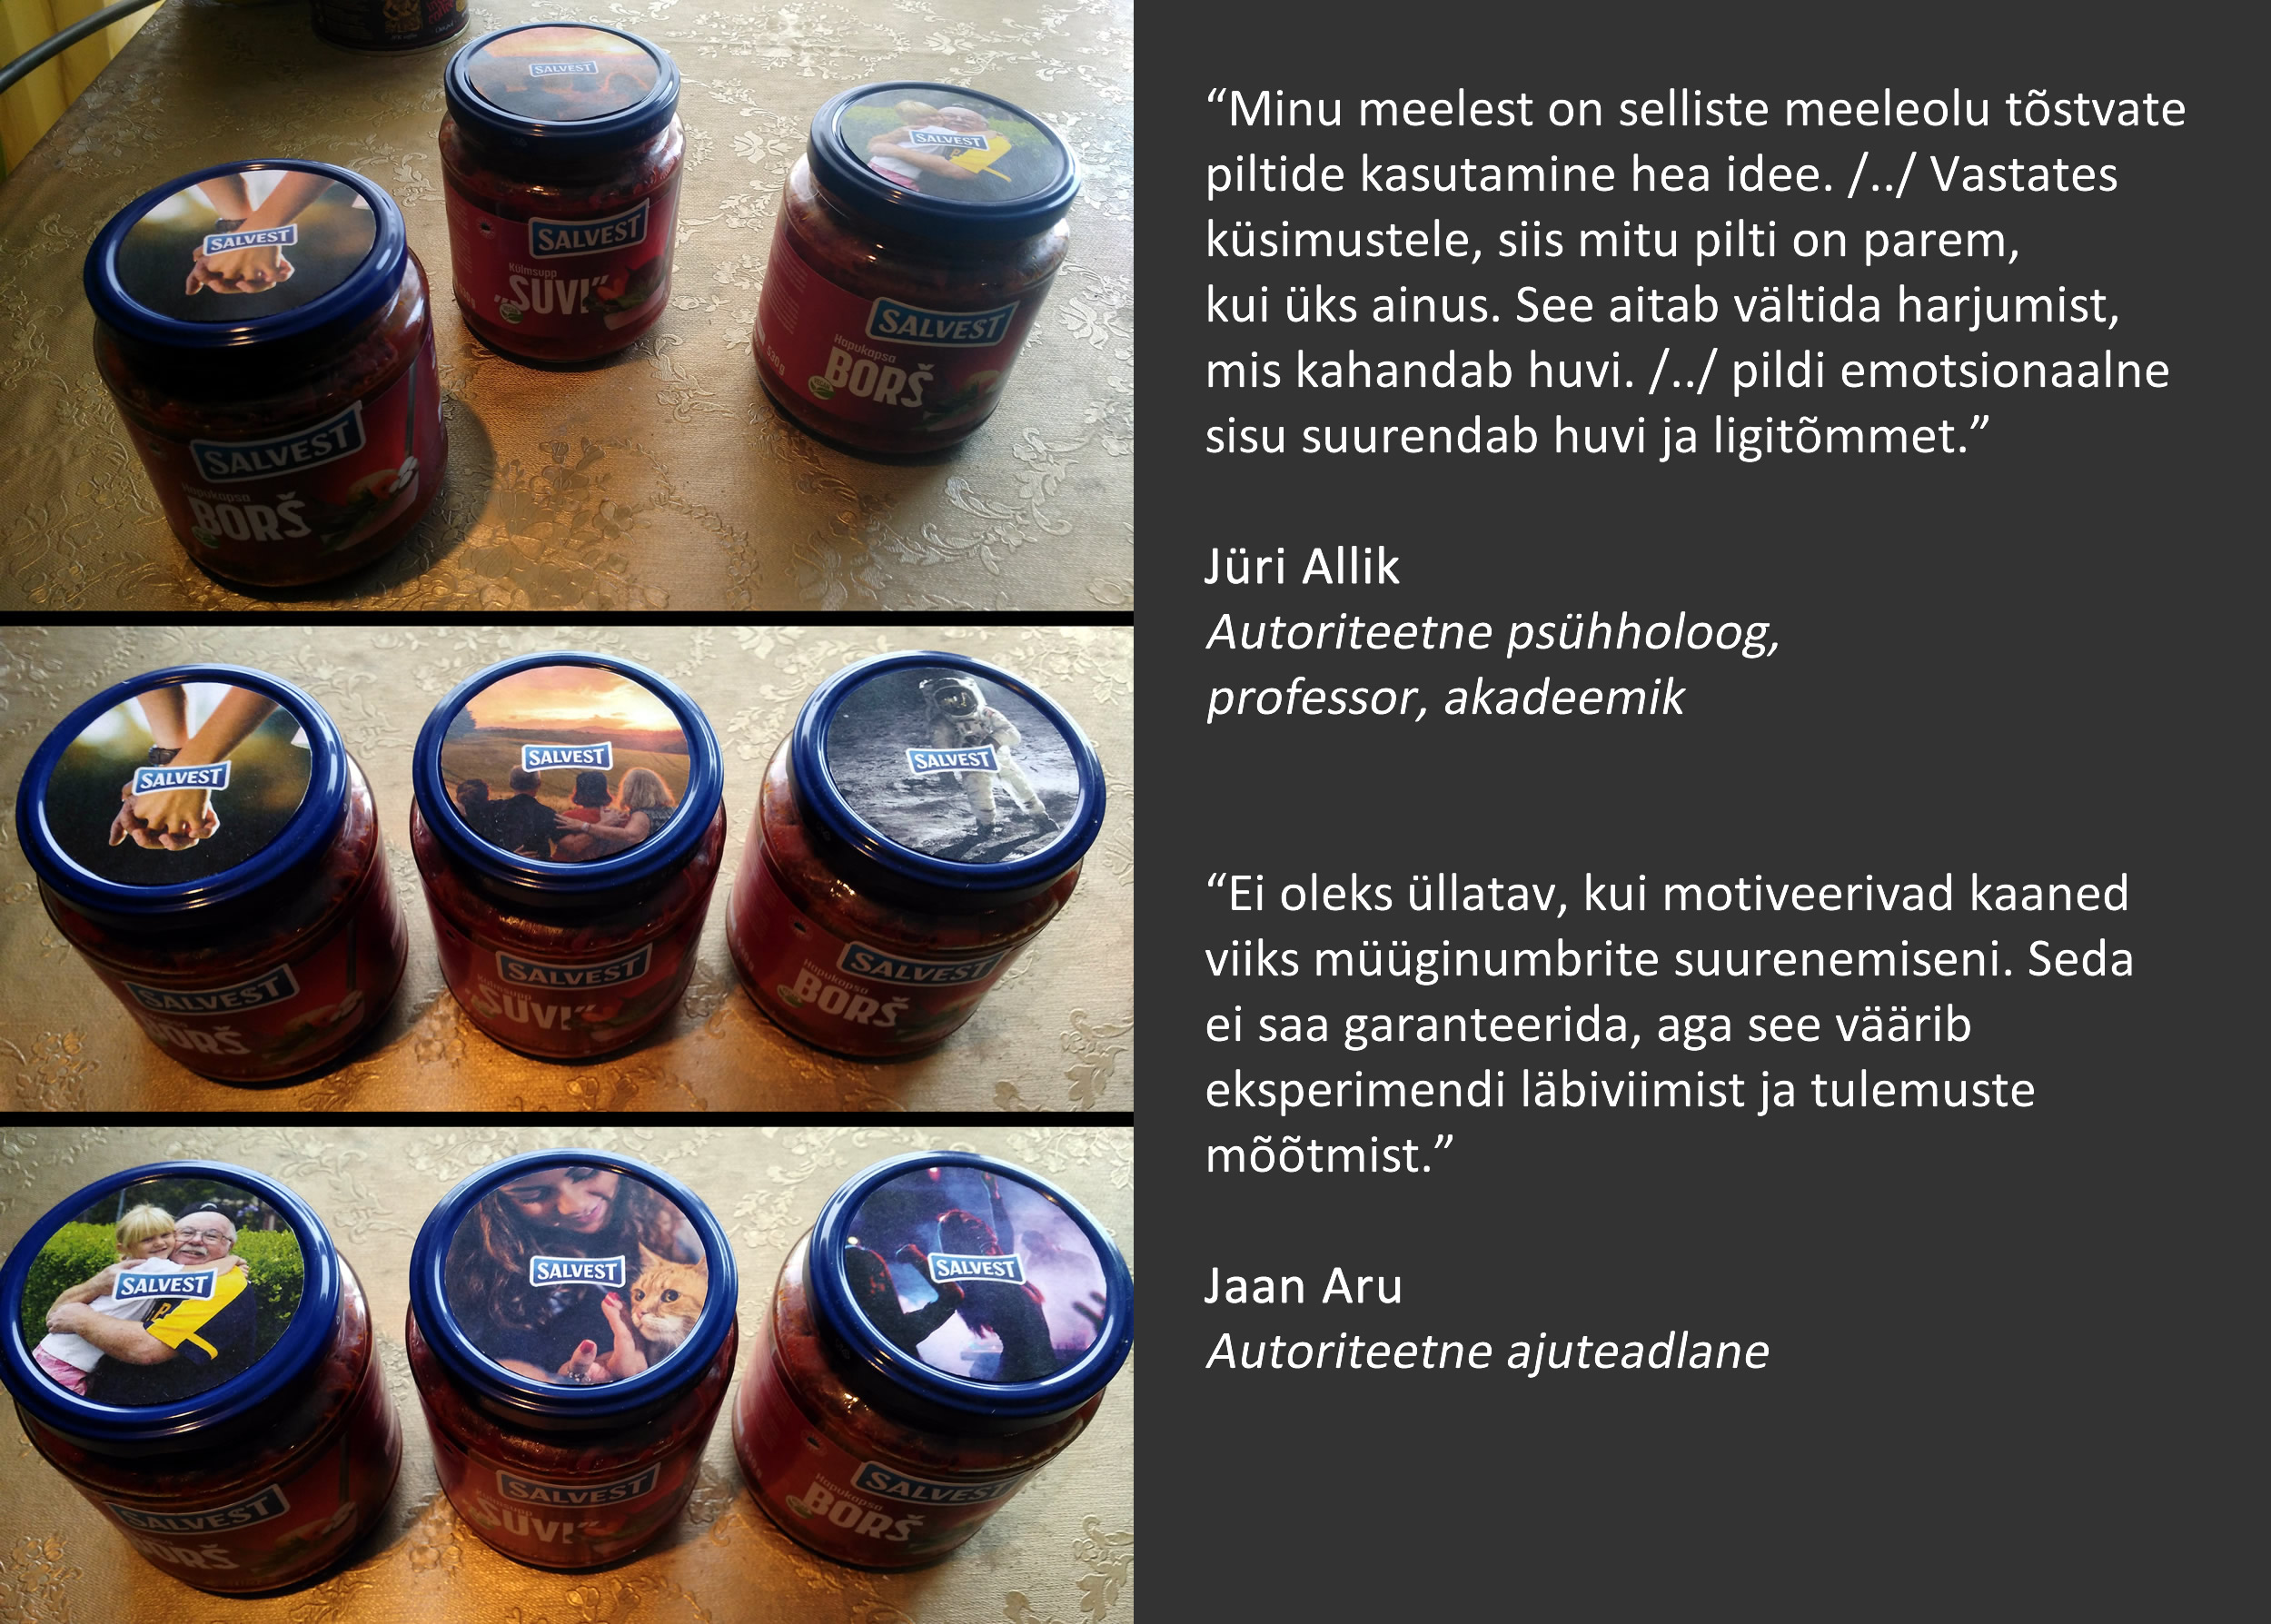 SALVEST
SALVEST
SALVEST
SALVEST
Külmsupp
„SUVI”
SALVEST
Hapukapsa
BORŠ
530g
SALVEST
Hapukapsa
BORŠ
SALVEST
SALVEST
SALVEST
SALVEST
BORŠ
SALVEST
Külmsupp
„SUVI”
SALVEST
Hapukapsa
BORŠ
SALVEST
SALVEST
SALVEST
SALVEST
BORŠ
SALVEST
Külmsupp
„SUVI”
SALVEST
Hapukapsa
BORŠ
“Minu meelest on selliste meeleolu tõstvate
piltide kasutamine hea idee. /../ Vastates
küsimustele, siis mitu pilti on parem,
kui üks ainus. See aitab vältida harjumist,
mis kahandab huvi. /../ pildi emotsionaalne
sisu suurendab huvi ja ligitõmmet.”
Jüri Allik
Autoriteetne psühholoog,
professor, akadeemik
“Ei oleks üllatav, kui motiveerivad kaaned
viiks müüginumbrite suurenemiseni. Seda
ei saa garanteerida, aga see väärib
eksperimendi läbiviimist ja tulemuste
mõõtmist.”
Jaan Aru
Autoriteetne ajuteadlane